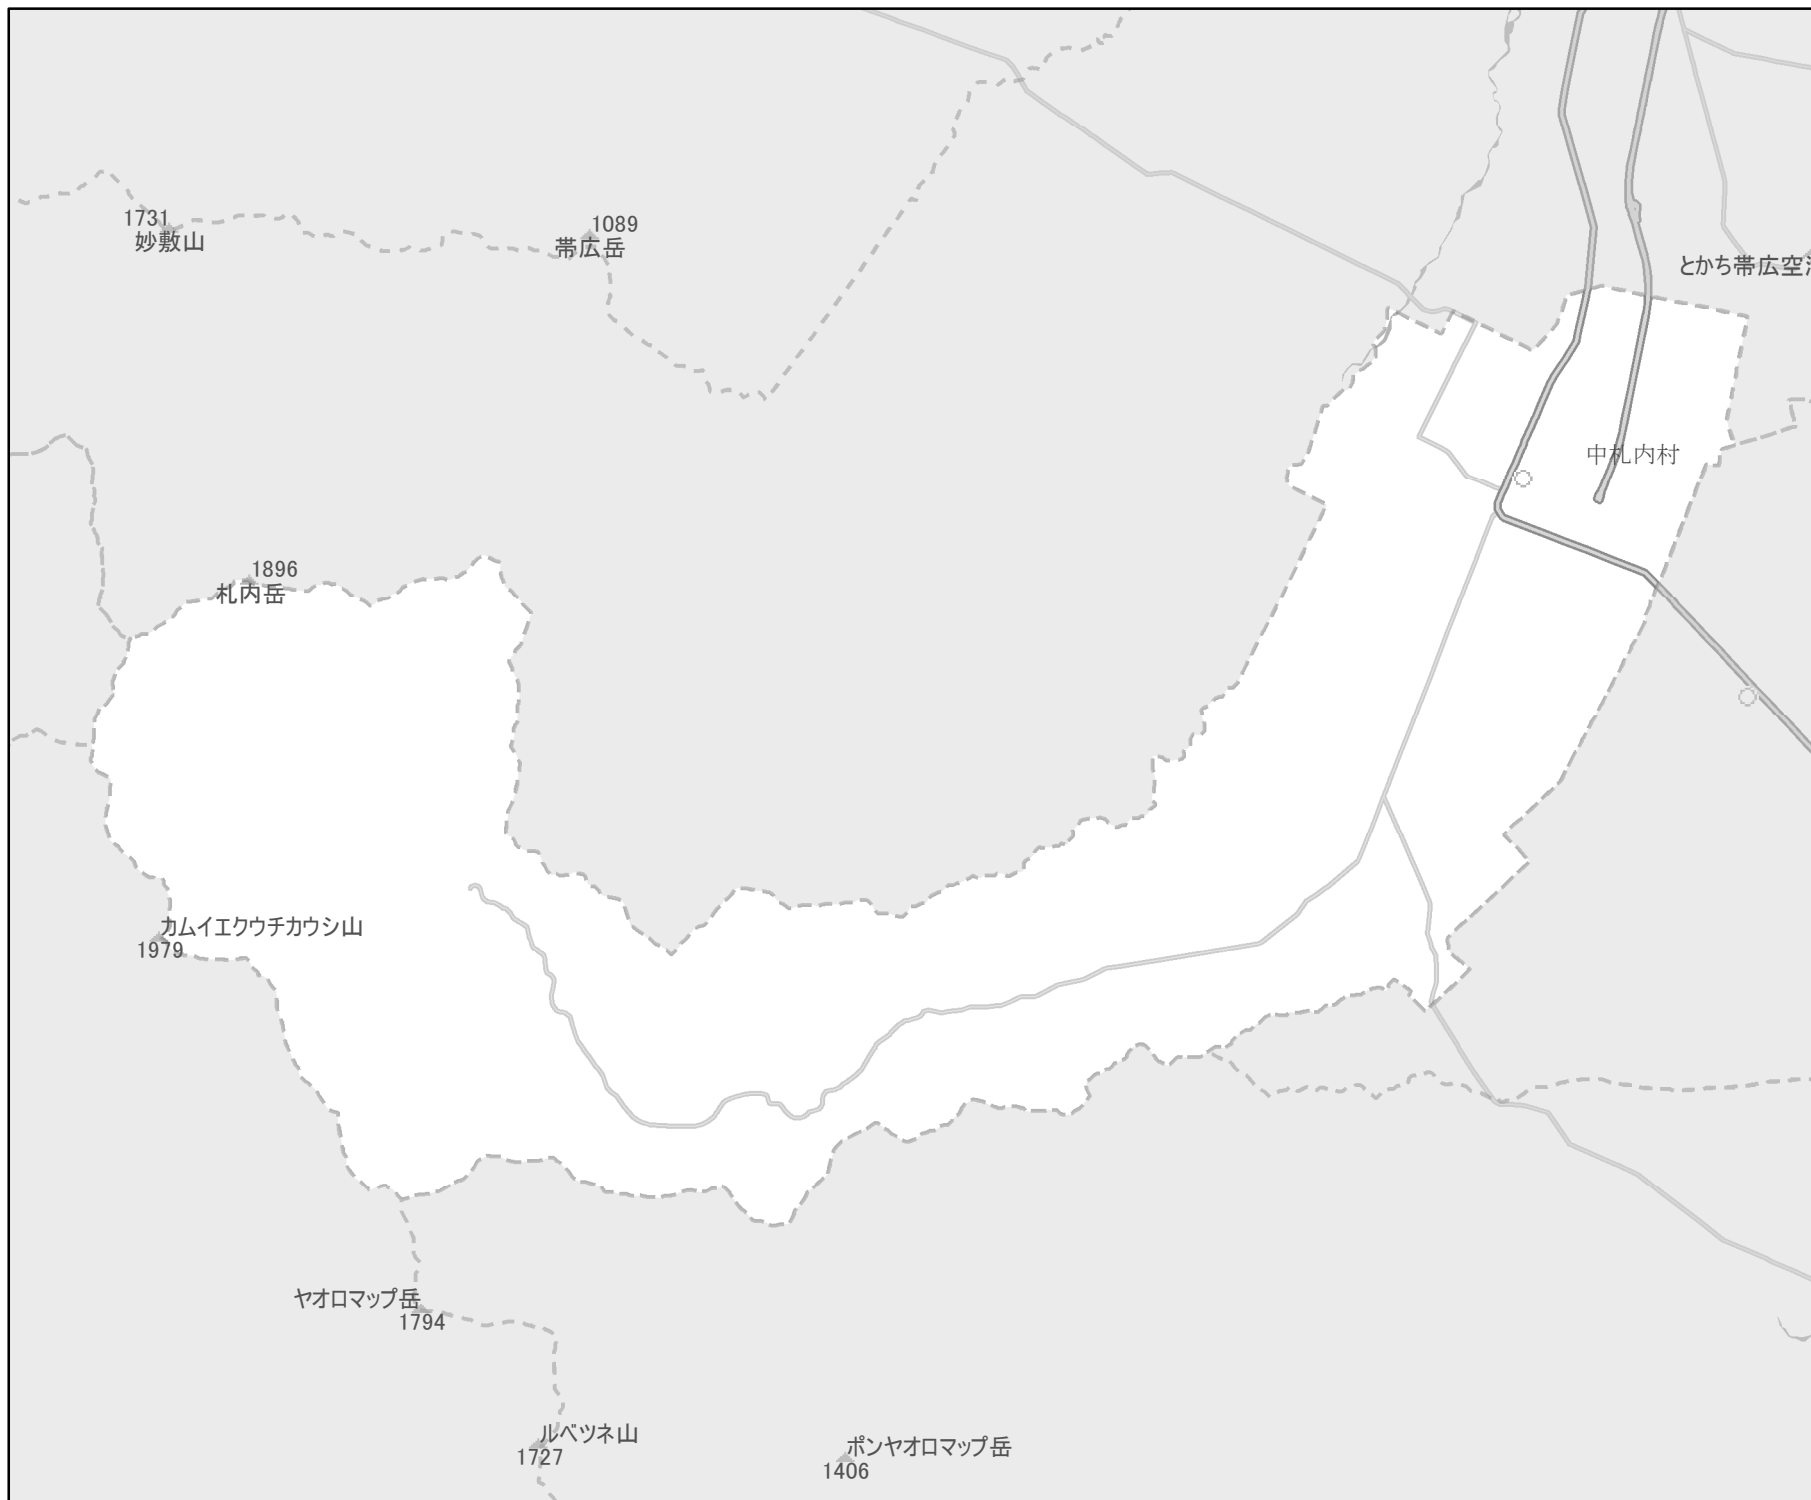 1731
妙敷山
1089
帯広岳
とかち帯広空
中札内村
1896
札内岳
カムイエクウチカウシ山
1979
ヤオロマップ岳
1794
ルベツネ山
1727
ポンヤオロマップ岳
1406